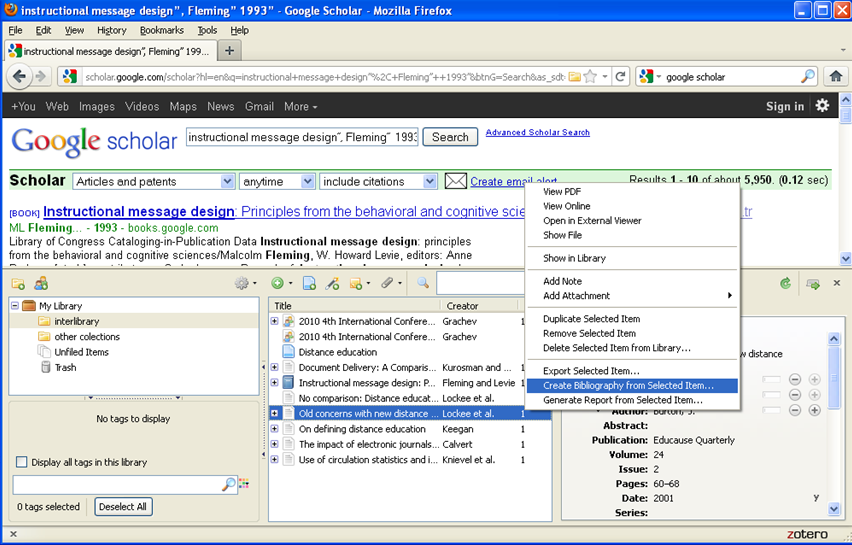 instructional message design”, Fleming” 1993” - Google Scholar - Mozilla Firefox
File Edit View History Bookmarks Tools Help
instructional message design”, Fleming” 199...
scholar.google.com/scholar?hl=en&q=instructional+message+design”%2C+Fleming”++1993”&btnG=Search&as_sdt
google scholar
+You Web Images Videos Maps News Gmail More
Sign in
Google scholar
instructional message design”, Fleming” 1993
Search
Advanced Scholar Search
Scholar
Articles and patents
anytime
include citations
Create email alert
Results 1 - 10 of about 5,950. (0.12 sec)
[BOOK] Instructional message design: Principles from the behavioral and cognitive
ML Fleming... - 1993 - books.google.com
Library of Congress Cataloging-in-Publication Data Instructional message design: principles
from the behavioral and cognitive sciences/Malcolm Fleming, W. Howard Levie, editors: Anne
My Library
interlibrary
other colections
Unfiled Items
Trash
No tags to display
Display all tags in this library
0 tags selected
Deselect All
Title Creator
2010 4th International Confere... Grachev 1
2010 4th International Confere... Grachev
Distance education
Document Delivery: A Comparis... Kurosman and ... 1
Instructional message design: P... Fleming and Levie 1
No comparison: Distance educa... Lockee et al. 1
Old concerns with new distance ... Lockee et al. 1
On defining distance education Keegan 1
The impact of electronic journals... Calvert 1
Use of circulation statistics and i... Knievel et al. 1
View PDF
View Online
Open in External Viewer
Show File
Show in Library
Add Note
Add Attachment
Duplicate Selected Item
Remove Selected Item
Delete Selected Item from Library...
Export Selected Item...
Create Bibliography from Selected Item...
Generate Report from Selected Item...
distance
Author: Burton, J.
Abstract:
Publication: Educause Quarterly
Volume: 24
Issue: 2
Pages: 60–68
Date: 2001 y
Series:
zotero